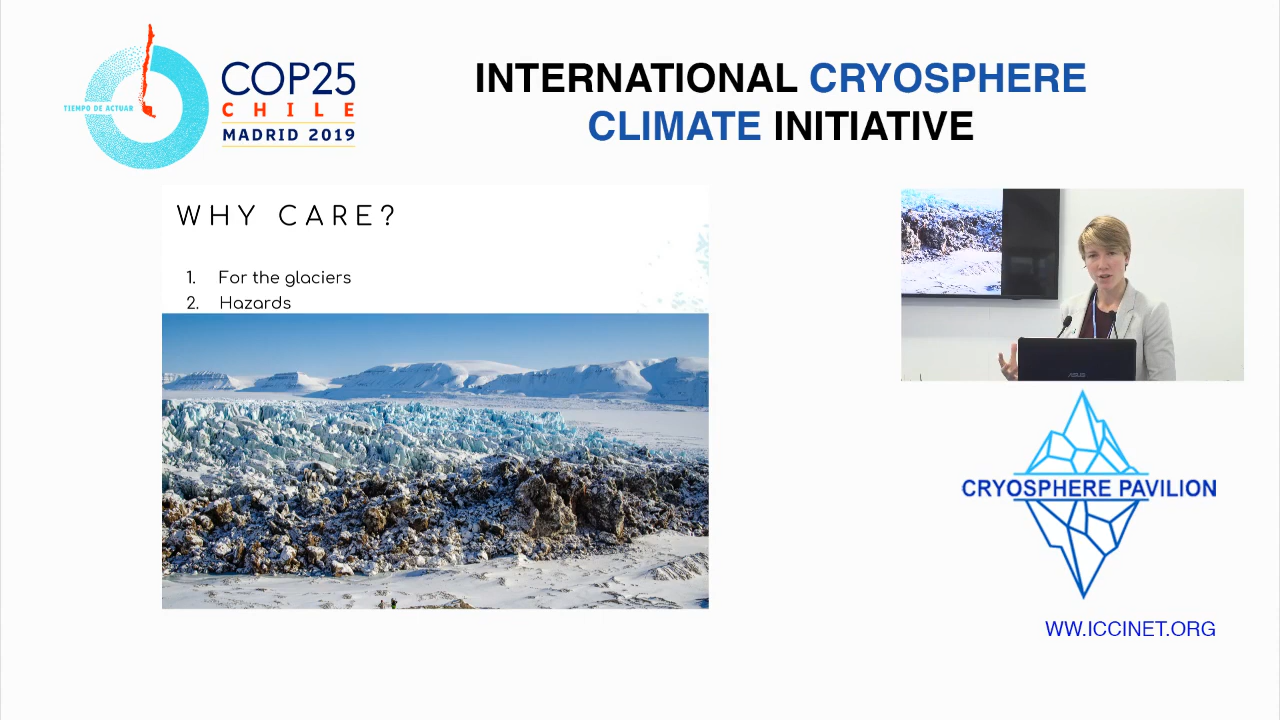 TIEMPO DE ACTUAR
COP25
CHILE
MADRID 2019
INTERNATIONAL CRYOSPHERE
CLIMATE INITIATIVE
WHY CARE?
1. For the glaciers
2. Hazards
ASUS
CRYOSPHERE PAVILION
WW.ICCINET.ORG